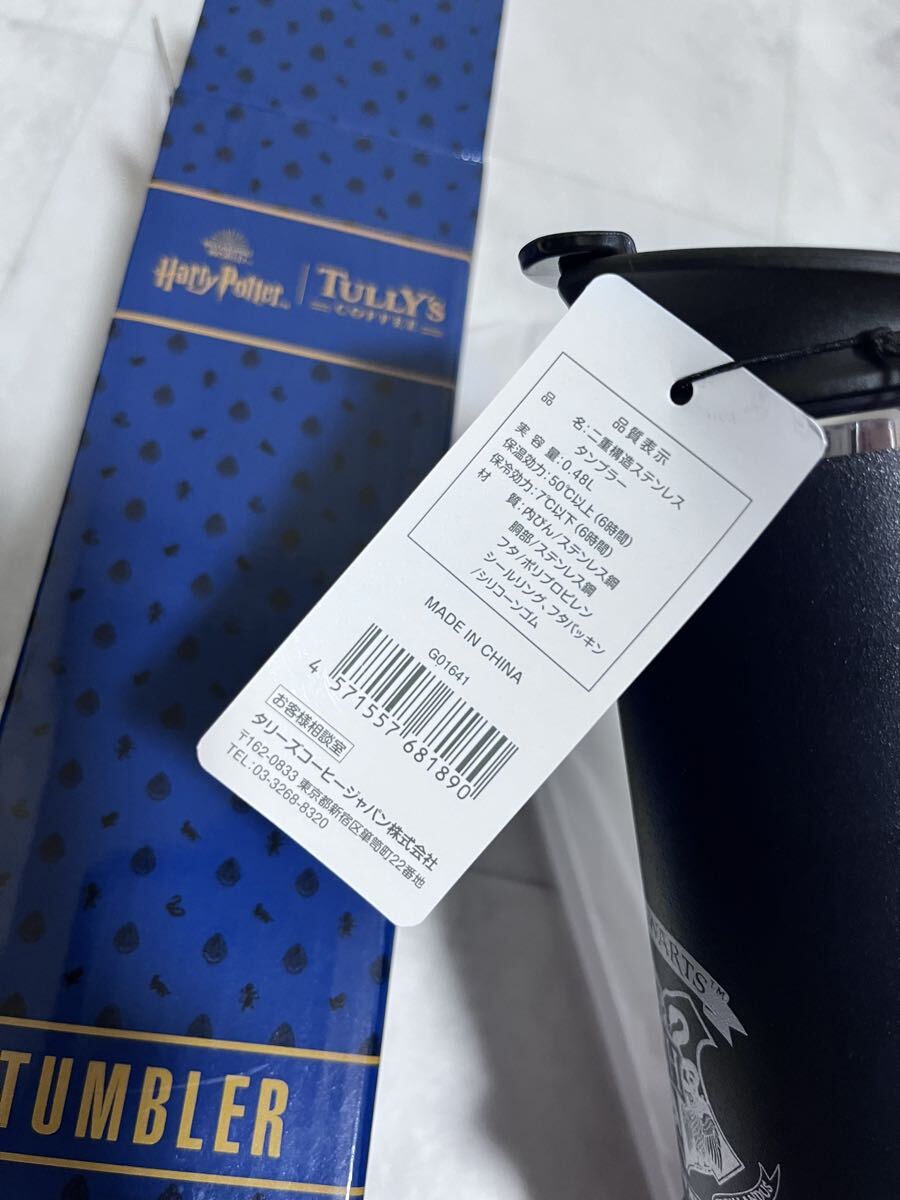 Harry Potter™
TULLY'S
COFFEE
TUMBLER
品質表示
品 名:二重構造ステンレス
タンブラー
実 容 量:0.48L
保温効力:50℃以上(6時間)
保冷効力:7℃以下(6時間)
材 質:内びん/ステンレス鋼
胴部/ステンレス鋼
フタ/ポリプロピレン
シールリング、フタパッキン
/シリコーンゴム
MADE IN CHINA
G01641
4 571557 681890
お客様相談室
タリーズコーヒージャパン株式会社
〒162-0833 東京都新宿区箪笥町22番地
TEL:03-3268-8320
WARTS™